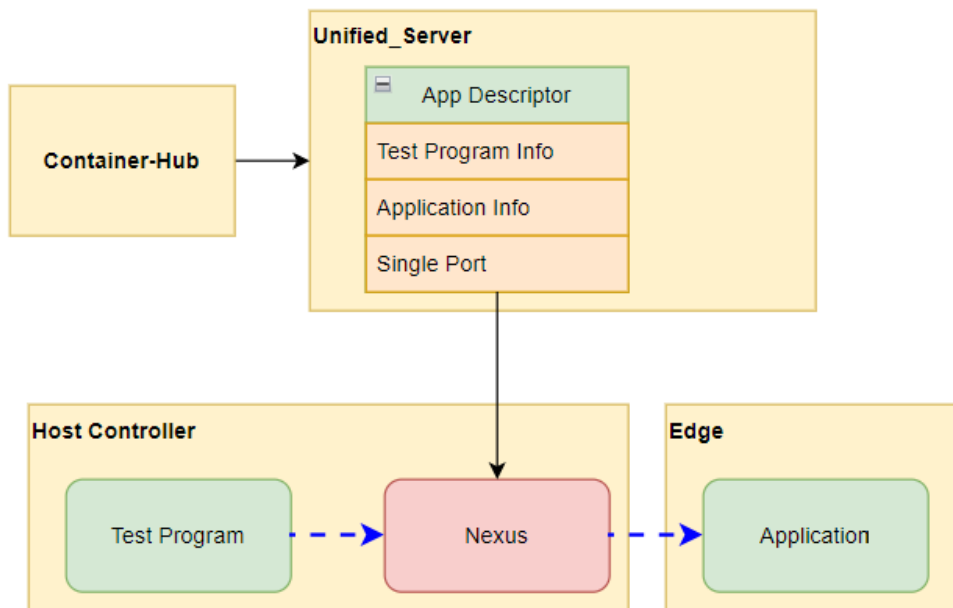 Unified_Server
App Descriptor
Container-Hub
Test Program Info
Application Info
Single Port
Host Controller
Edge
Test Program
Nexus
Application